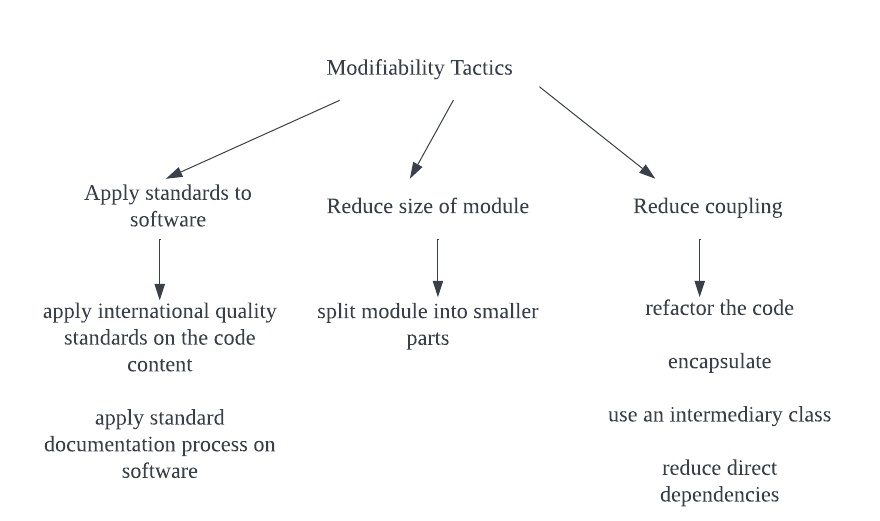 Modifiability Tactics
Apply standards to
software
Reduce size of module
Reduce coupling
apply international quality
standards on the code
content
apply standard
documentation process on
software
split module into smaller
parts
refactor the code
encapsulate
use an intermediary class
reduce direct
dependencies